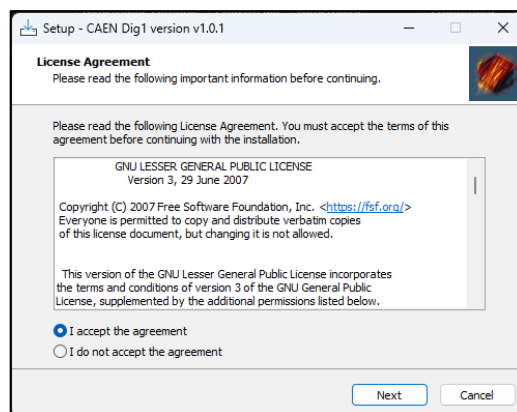 Setup - CAEN Dig1 version v1.0.1
License Agreement
Please read the following important information before continuing.
Please read the following License Agreement. You must accept the terms of this
agreement before continuing with the installation.
GNU LESSER GENERAL PUBLIC LICENSE
Version 3, 29 June 2007
Copyright (C) 2007 Free Software Foundation, Inc. <https://fsf.org/>
Everyone is permitted to copy and distribute verbatim copies
of this license document, but changing it is not allowed.
This version of the GNU Lesser General Public License incorporates
the terms and conditions of version 3 of the GNU General Public
License, supplemented by the additional permissions listed below.
I accept the agreement
I do not accept the agreement
Next Cancel